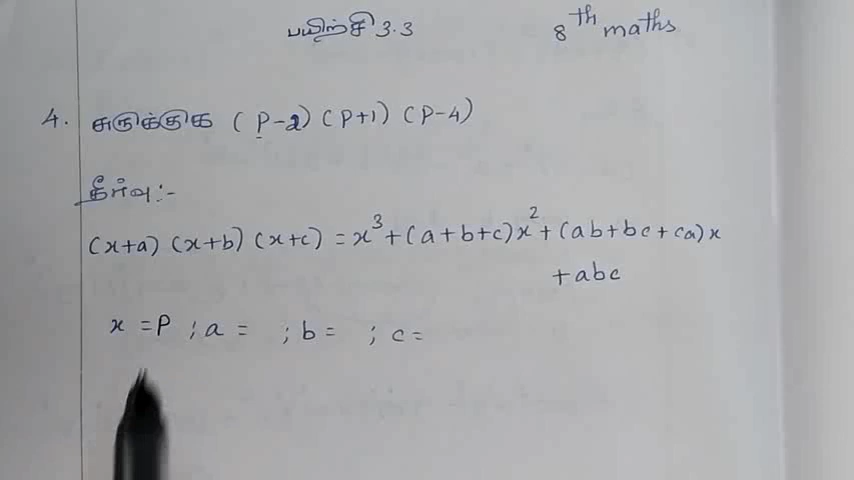 பயிற்சி 3.3 8th maths
4. சுருக்குக (P-2) (P+1) (P-4)
தீர்வு:-
(x+a) (x+b) (x+c) = x³ + (a+b+c)x² + (ab+bc+ca)x
+abc
x = P ; a = ; b = ; c =